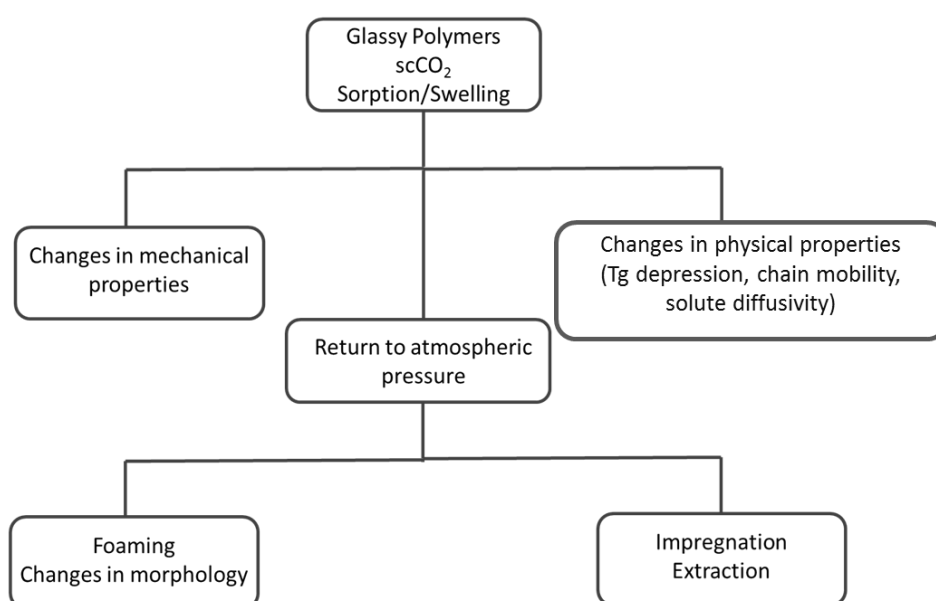 Glassy Polymers
scCO₂
Sorption/Swelling
Changes in mechanical
properties
Changes in physical properties
(Tg depression, chain mobility,
solute diffusivity)
Return to atmospheric
pressure
Foaming
Changes in morphology
Impregnation
Extraction